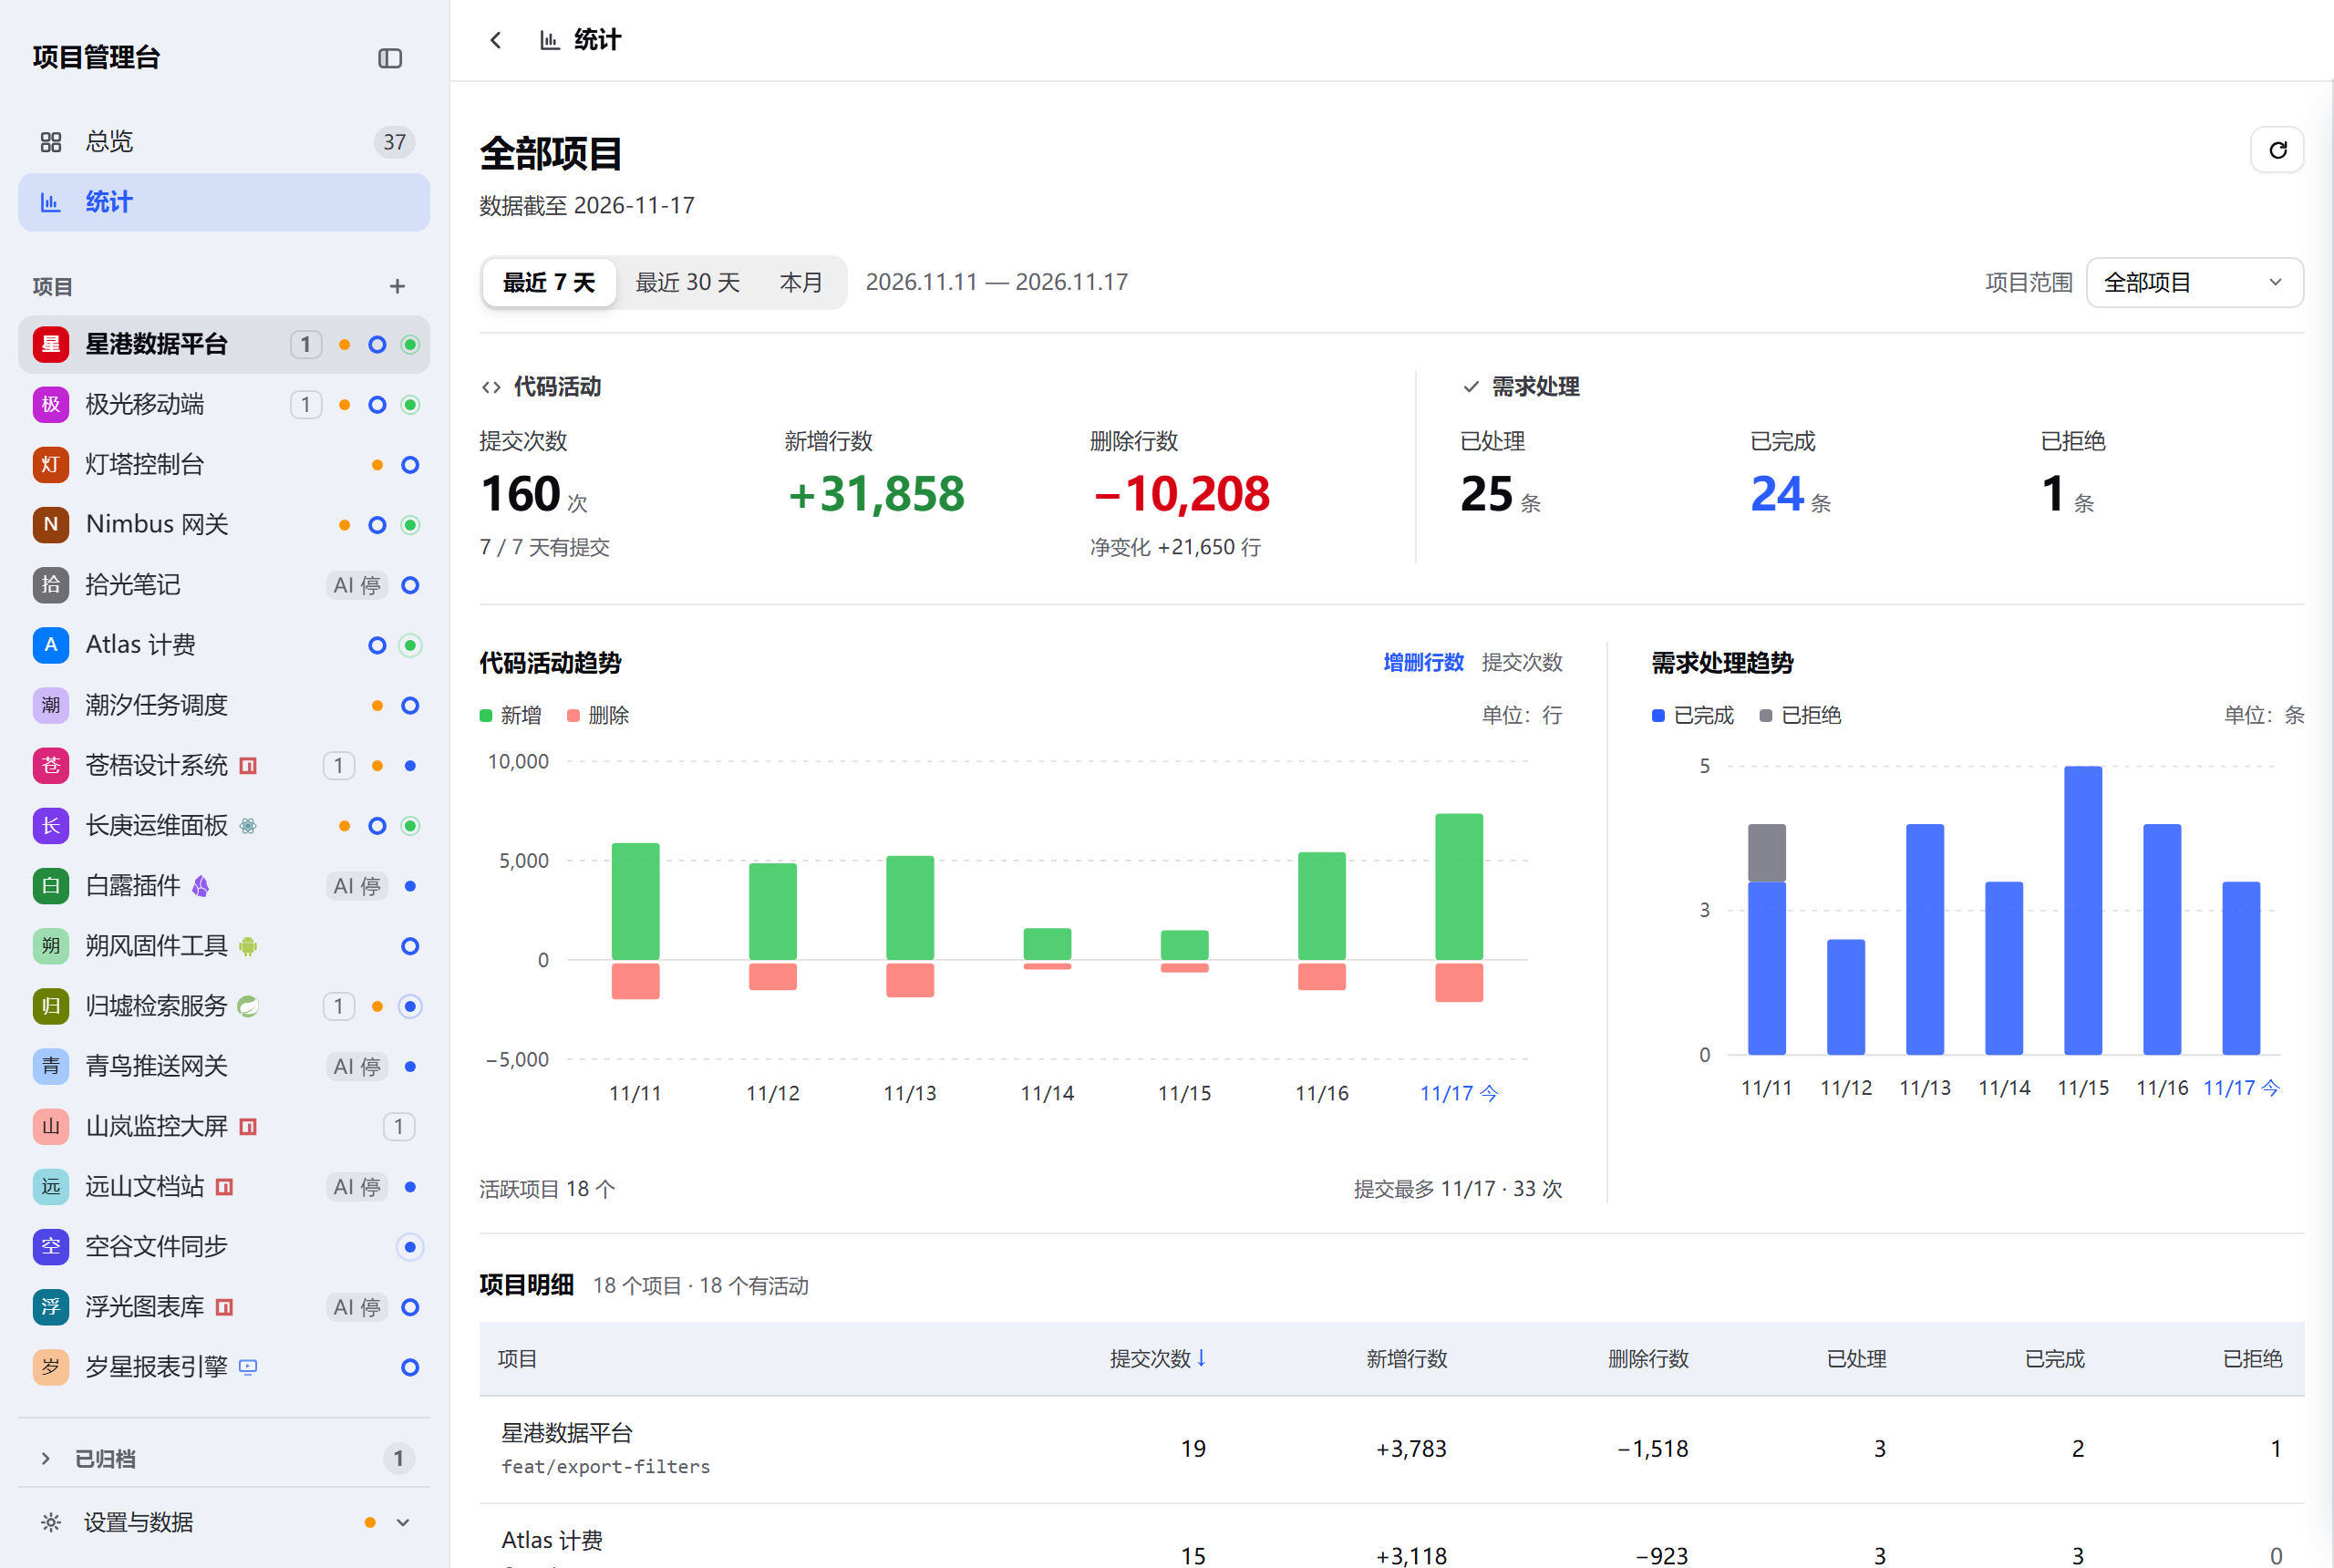 项目管理台
总览 37
统计
项目
星 星港数据平台 1
极 极光移动端 1
灯 灯塔控制台
N Nimbus 网关
拾 拾光笔记 AI 停
A Atlas 计费
潮 潮汐任务调度
苍 苍梧设计系统 1
长 长庚运维面板
白 白露插件 AI 停
朔 朔风固件工具
归 归墟检索服务 1
青 青鸟推送网关 AI 停
山 山岚监控大屏 1
远 远山文档站 AI 停
空 空谷文件同步
浮 浮光图表库 AI 停
岁 岁星报表引擎
已归档 1
设置与数据
统计
全部项目
数据截至 2026-11-17
最近 7 天 最近 30 天 本月 2026.11.11 — 2026.11.17
项目范围 全部项目
代码活动
提交次数 新增行数 删除行数
160 次 +31,858 −10,208
7 / 7 天有提交 净变化 +21,650 行
需求处理
已处理 已完成 已拒绝
25 条 24 条 1 条
代码活动趋势 增删行数 提交次数
新增 删除 单位：行
10,000
5,000
0
−5,000
11/11 11/12 11/13 11/14 11/15 11/16 11/17 今
活跃项目 18 个 提交最多 11/17 · 33 次
需求处理趋势
已完成 已拒绝 单位：条
5
3
0
11/11 11/12 11/13 11/14 11/15 11/16 11/17 今
项目明细 18 个项目 · 18 个有活动
项目 提交次数↓ 新增行数 删除行数 已处理 已完成 已拒绝
星港数据平台 19 +3,783 −1,518 3 2 1
feat/export-filters
Atlas 计费 15 +3,118 −923 3 3 0